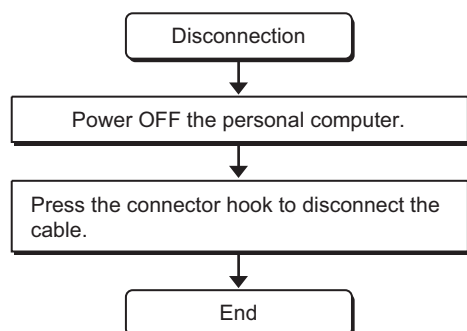 Disconnection
Power OFF the personal computer.
Press the connector hook to disconnect the
cable.
End